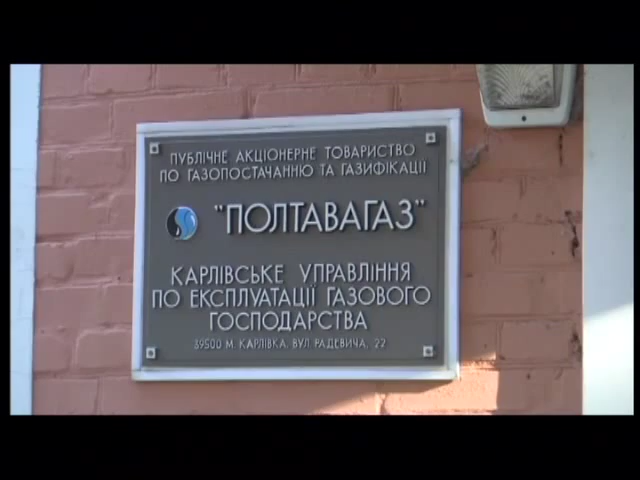 ПУБЛІЧНЕ АКЦІОНЕРНЕ ТОВАРИСТВО
ПО ГАЗОПОСТАЧАННЮ ТА ГАЗИФІКАЦІЇ
"ПОЛТАВАГАЗ"
КАРЛІВСЬКЕ УПРАВЛІННЯ
ПО ЕКСПЛУАТАЦІЇ ГАЗОВОГО
ГОСПОДАРСТВА
39500 М. КАРЛІВКА, ВУЛ. РАДЕВИЧА, 22